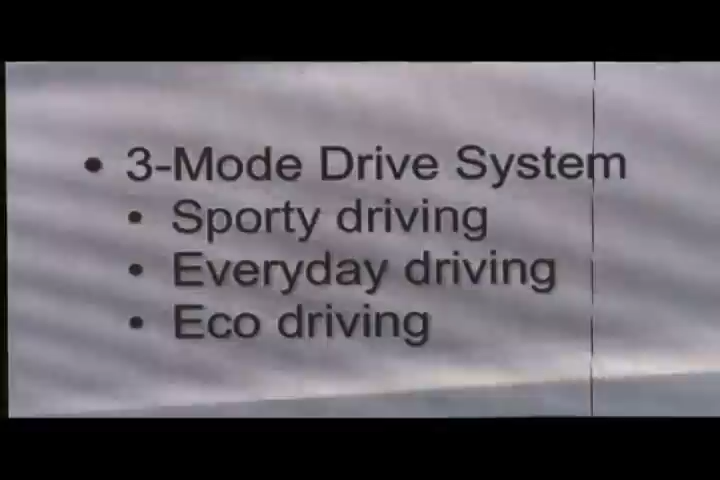 • 3-Mode Drive System
• Sporty driving
• Everyday driving
• Eco driving